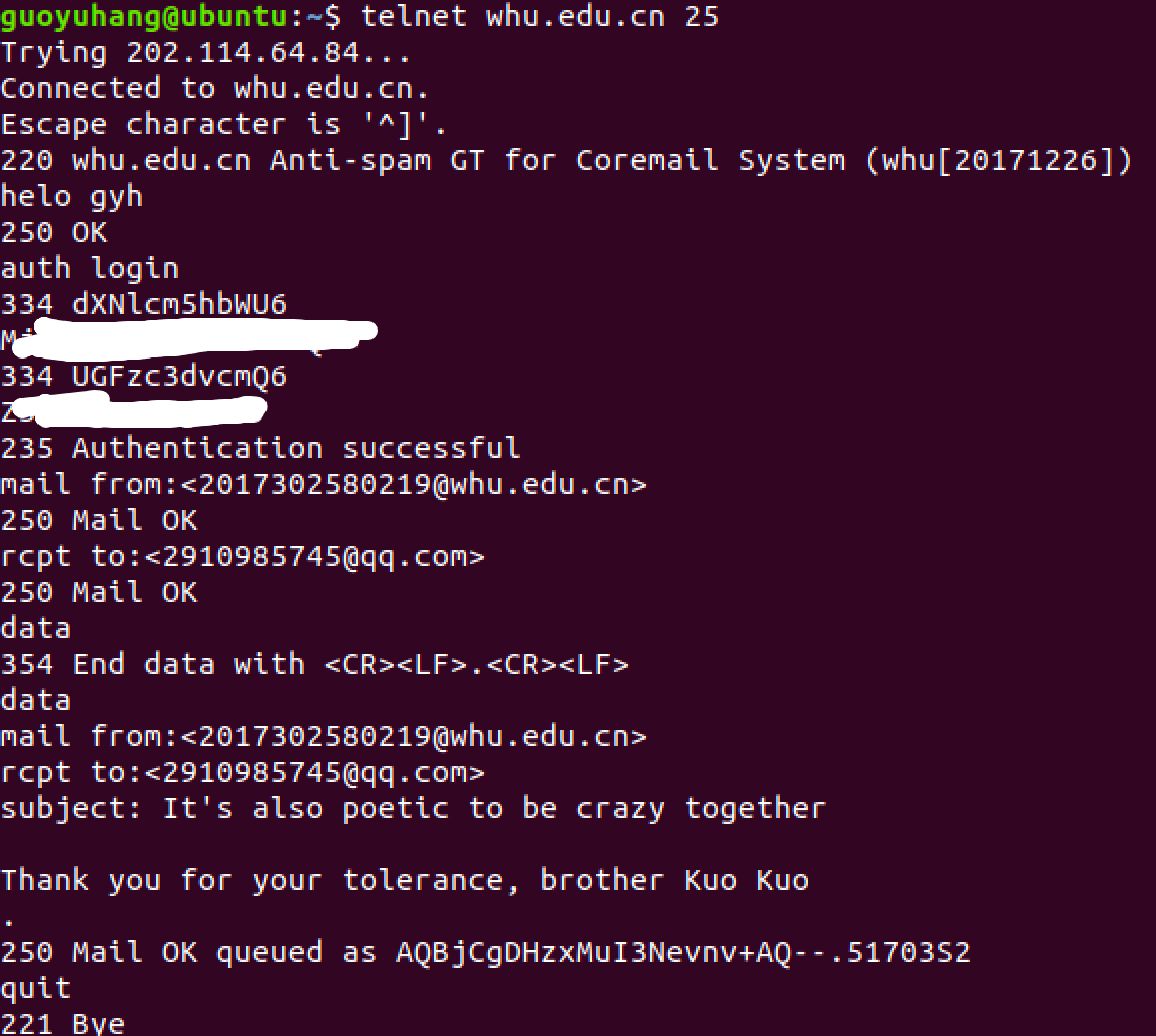 guoyuhang@ubuntu:~$ telnet whu.edu.cn 25
Trying 202.114.64.84...
Connected to whu.edu.cn.
Escape character is '^]'.
220 whu.edu.cn Anti-spam GT for Coremail System (whu[20171226])
helo gyh
250 OK
auth login
334 dXNlcm5hbWU6
334 UGFzc3dvcmQ6
235 Authentication successful
mail from:<2017302580219@whu.edu.cn>
250 Mail OK
rcpt to:<2910985745@qq.com>
250 Mail OK
data
354 End data with <CR><LF>.<CR><LF>
data
mail from:<2017302580219@whu.edu.cn>
rcpt to:<2910985745@qq.com>
subject: It's also poetic to be crazy together
Thank you for your tolerance, brother Kuo Kuo
.
250 Mail OK queued as AQBjCgDHzxMuI3Nevnv+AQ--.51703S2
quit
221 Bye